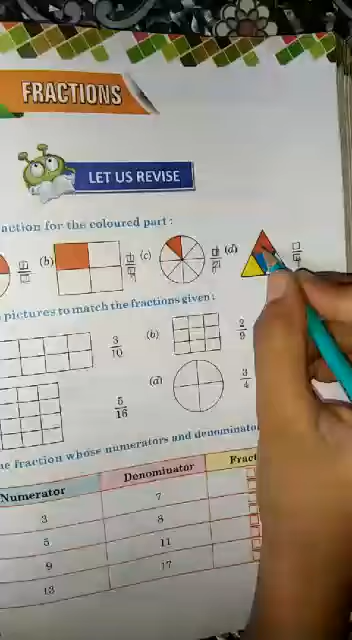 FRACTIONS
LET US REVISE
action for the coloured part :
(b) (c) (d)
pictures to match the fractions given :
3/10 (b) 2/9
5/16 (d) 3/4
fraction whose numerators and denominato
Numerator Denominator Fract
3 7
5 8
9 11
13 17